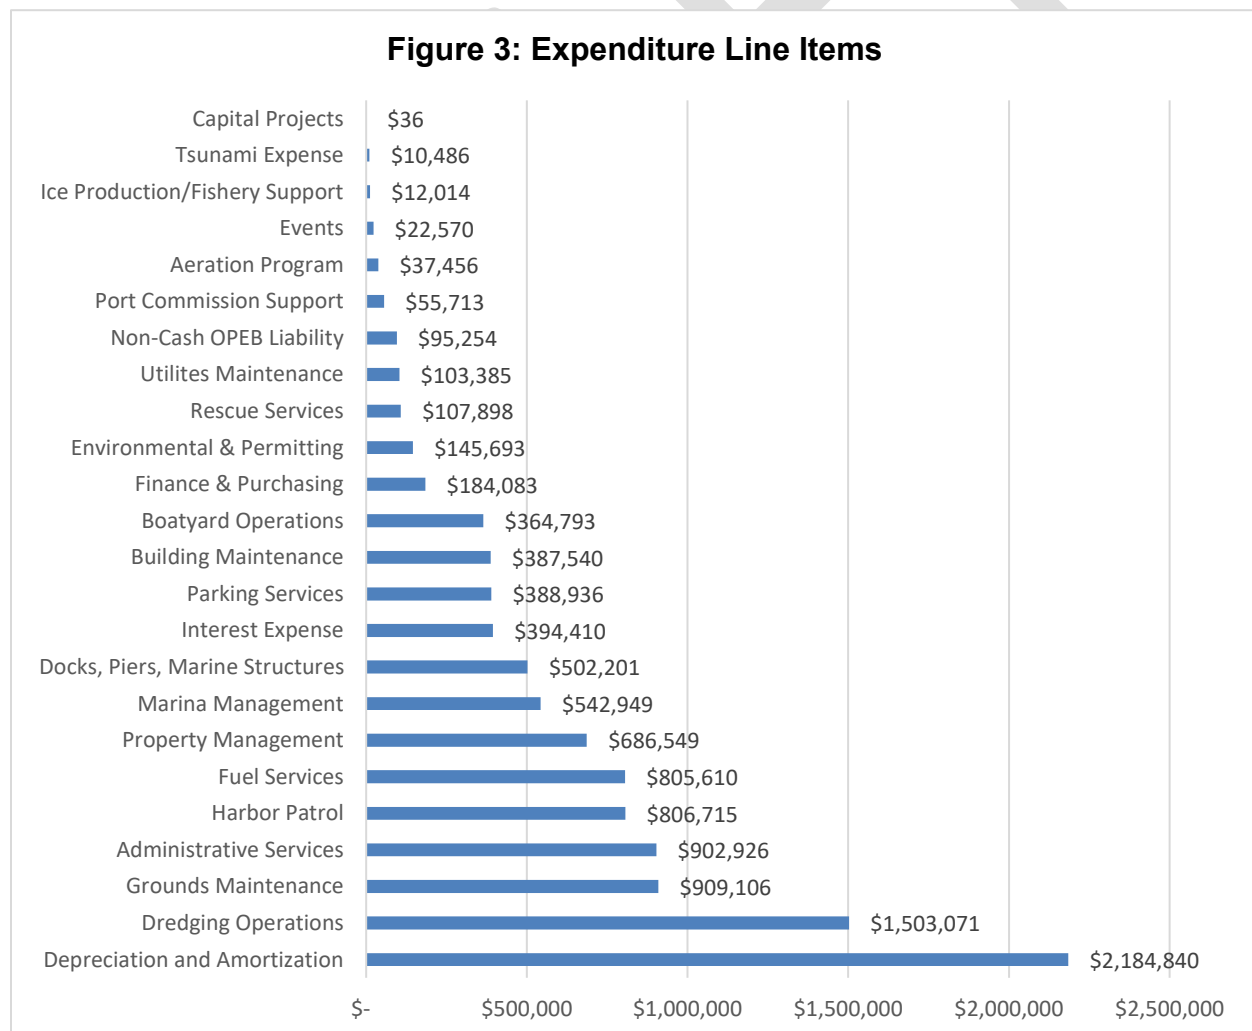 Figure 3: Expenditure Line Items
Capital Projects $36
Tsunami Expense $10,486
Ice Production/Fishery Support $12,014
Events $22,570
Aeration Program $37,456
Port Commission Support $55,713
Non-Cash OPEB Liability $95,254
Utilites Maintenance $103,385
Rescue Services $107,898
Environmental & Permitting $145,693
Finance & Purchasing $184,083
Boatyard Operations $364,793
Building Maintenance $387,540
Parking Services $388,936
Interest Expense $394,410
Docks, Piers, Marine Structures $502,201
Marina Management $542,949
Property Management $686,549
Fuel Services $805,610
Harbor Patrol $806,715
Administrative Services $902,926
Grounds Maintenance $909,106
Dredging Operations $1,503,071
Depreciation and Amortization $2,184,840
$- $500,000 $1,000,000 $1,500,000 $2,000,000 $2,500,000